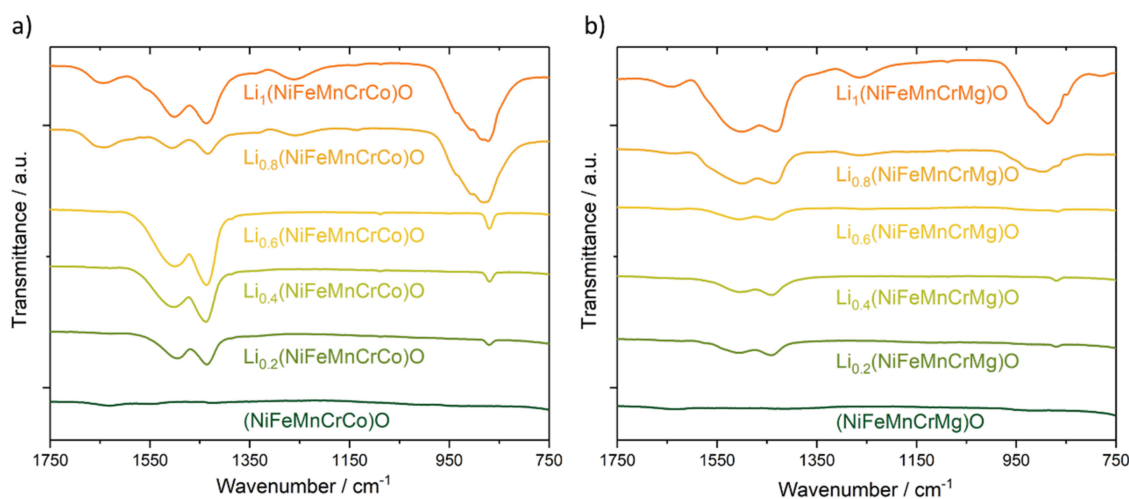 a)
Transmittance / a.u.
Li₁(NiFeMnCrCo)O
Li₀.₈(NiFeMnCrCo)O
Li₀.₆(NiFeMnCrCo)O
Li₀.₄(NiFeMnCrCo)O
Li₀.₂(NiFeMnCrCo)O
(NiFeMnCrCo)O
1750 1550 1350 1150 950 750
Wavenumber / cm⁻¹
b)
Transmittance / a.u.
Li₁(NiFeMnCrMg)O
Li₀.₈(NiFeMnCrMg)O
Li₀.₆(NiFeMnCrMg)O
Li₀.₄(NiFeMnCrMg)O
Li₀.₂(NiFeMnCrMg)O
(NiFeMnCrMg)O
1750 1550 1350 1150 950 750
Wavenumber / cm⁻¹